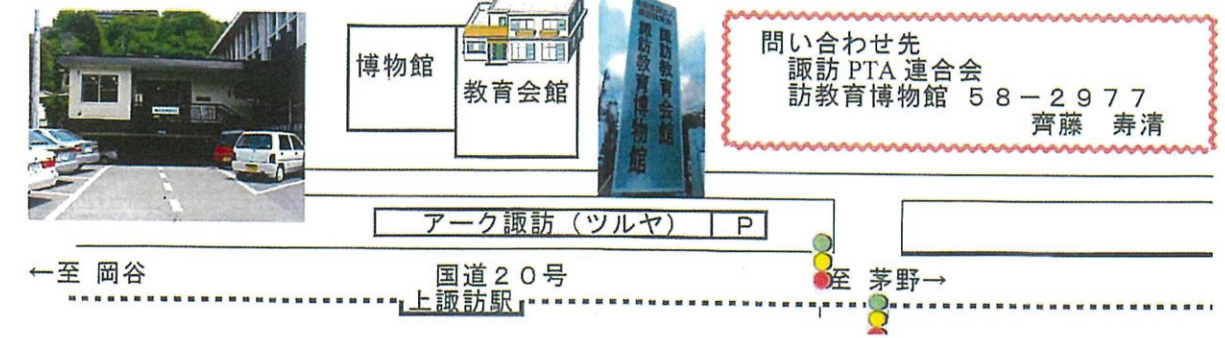 博物館
教育会館
諏訪教育会館
諏訪教育博物館
問い合わせ先
諏訪 PTA 連合会
訪教育博物館 58-2977
齊藤 寿清
アーク諏訪(ツルヤ) P
←至 岡谷
国道20号
至 茅野→
上諏訪駅